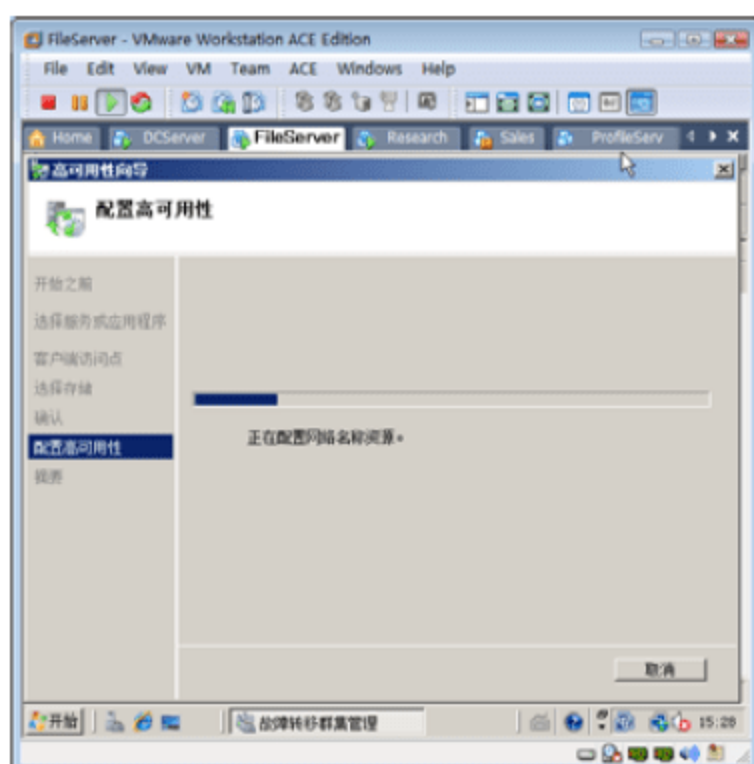 FileServer - VMware Workstation ACE Edition
File Edit View VM Team ACE Windows Help
Home DCServer FileServer Research Sales ProfileServ
高可用性向导
配置高可用性
开始之前
选择服务或应用程序
客户端访问点
选择存储
确认
配置高可用性
摘要
正在配置网络名称资源。
取消
开始 故障转移群集管理 15:28